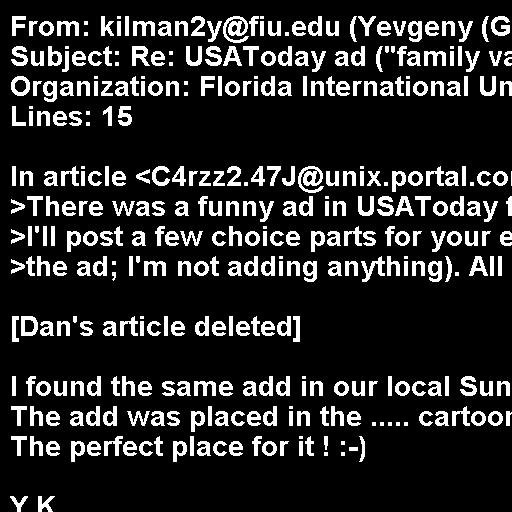 From: kilman2y@fiu.edu (Yevgeny (G
Subject: Re: USAToday ad ("family va
Organization: Florida International Un
Lines: 15
In article <C4rzz2.47J@unix.portal.co
>There was a funny ad in USAToday f
>I'll post a few choice parts for your e
>the ad; I'm not adding anything). All
[Dan's article deleted]
I found the same add in our local Sun
The add was placed in the ..... cartoon
The perfect place for it ! :-)
Y.K.